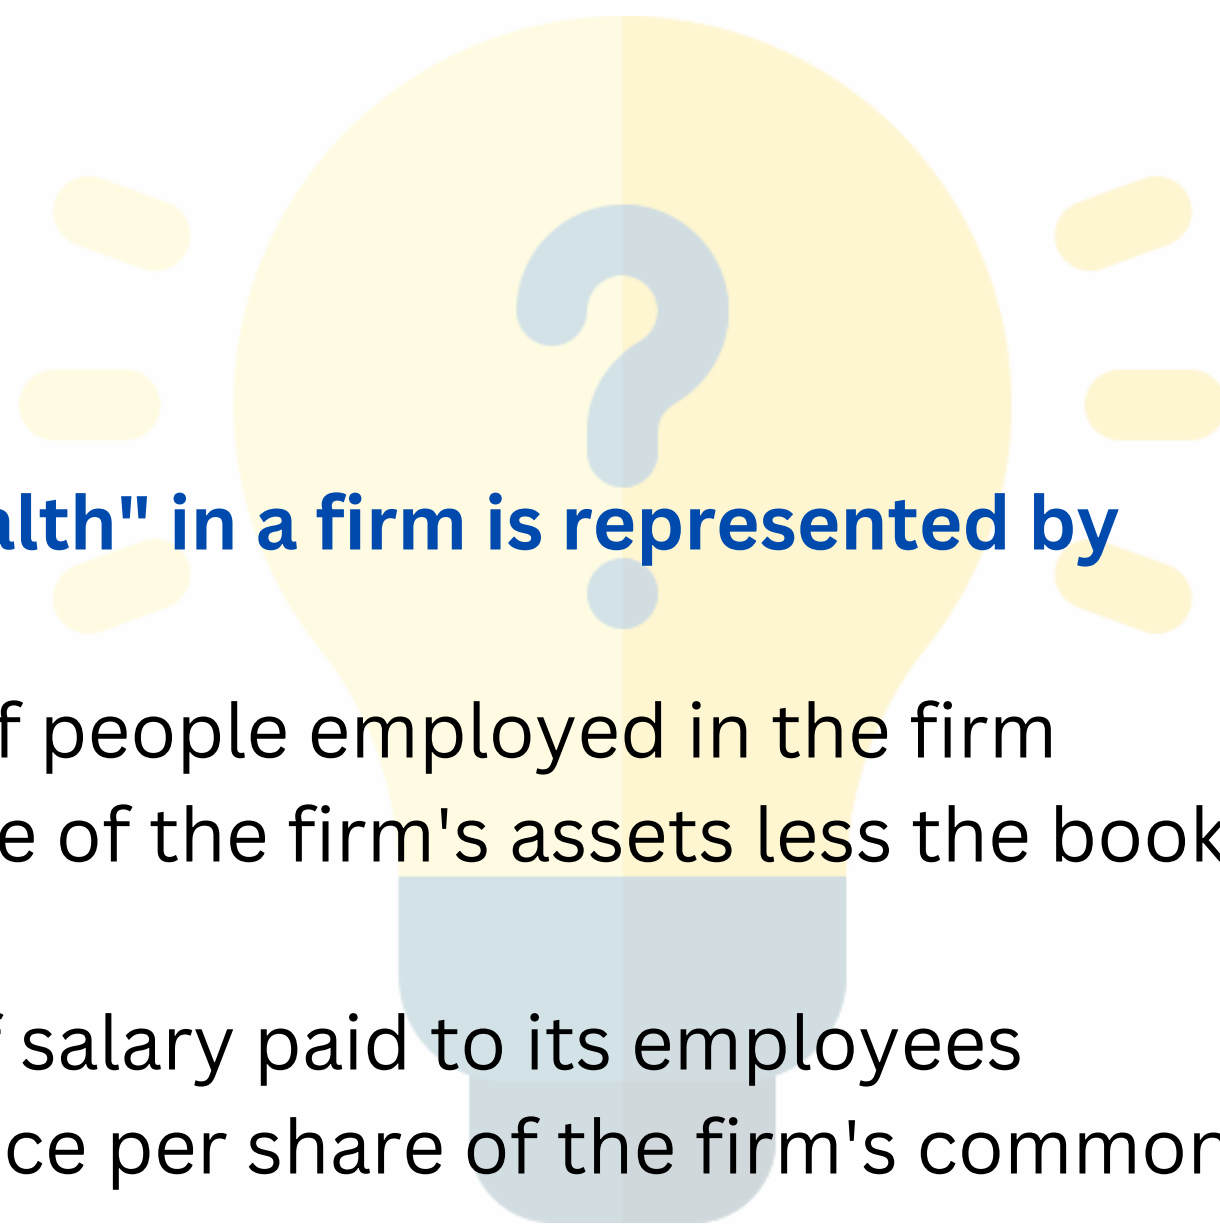 alth" in a firm is represented by
f people employed in the firm
e of the firm's assets less the book
f salary paid to its employees
ce per share of the firm's common